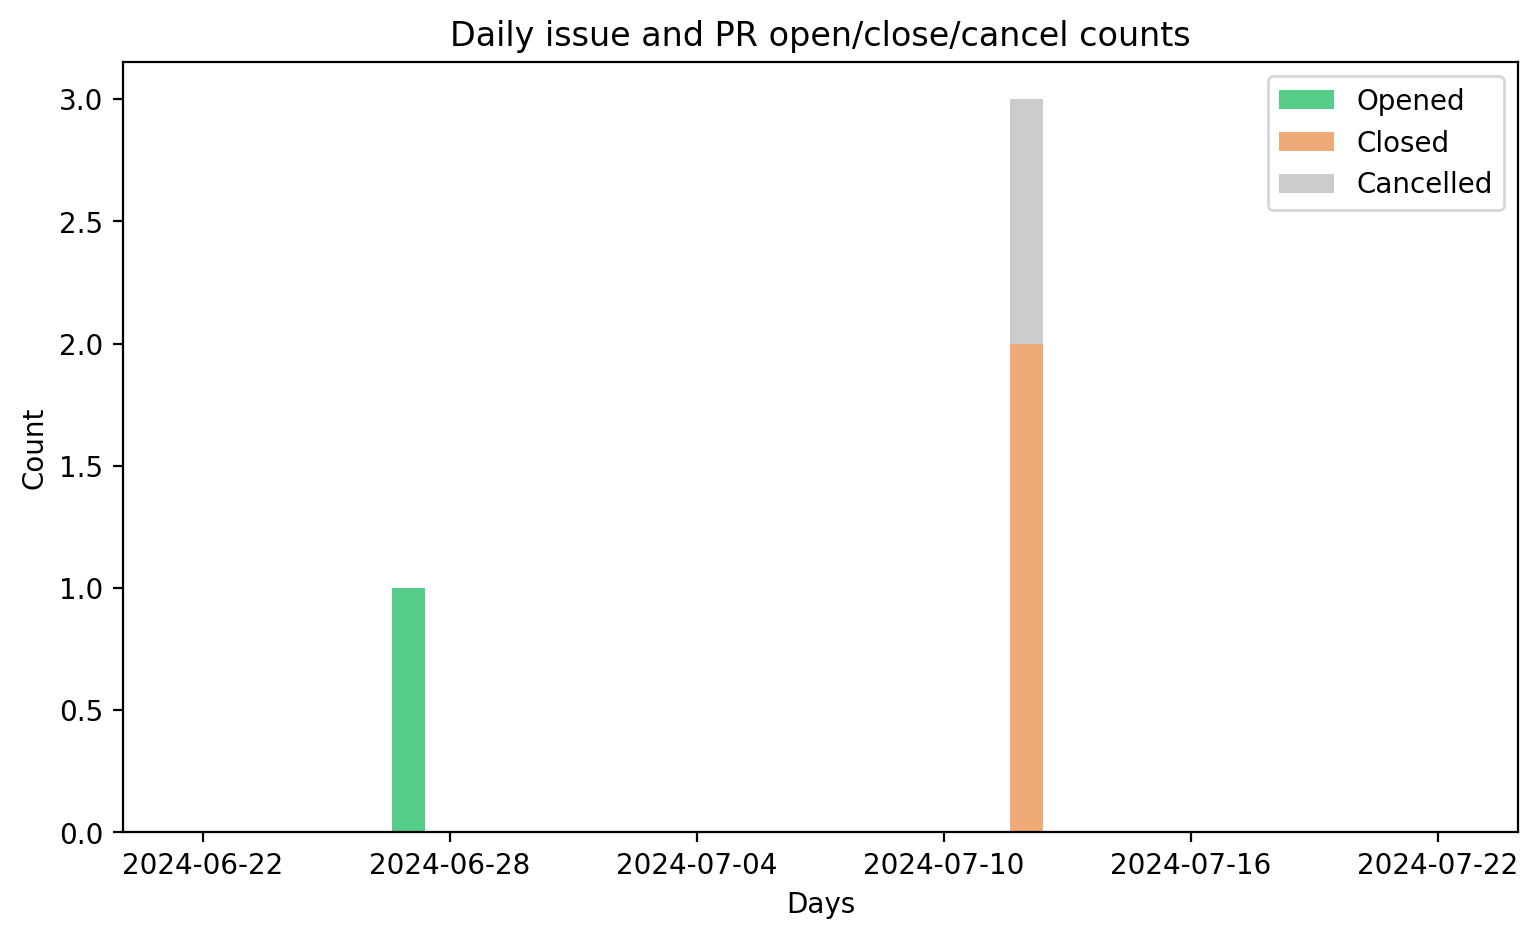 Daily issue and PR open/close/cancel counts
Opened
Closed
Cancelled
3.0
2.5
2.0
1.5
1.0
0.5
0.0
Count
2024-06-22 2024-06-28 2024-07-04 2024-07-10 2024-07-16 2024-07-22
Days